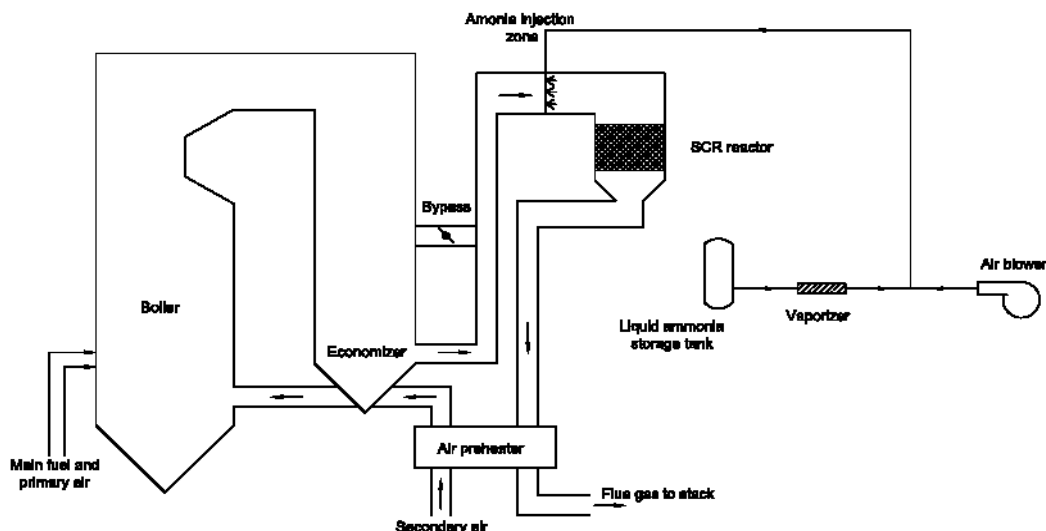 Amonia injection
zone
SCR reactor
Bypass
Air blower
Boiler
Liquid ammonia
storage tank
Vaporizer
Economizer
Air preheater
Main fuel and
primary air
Flue gas to stack
Secondary air